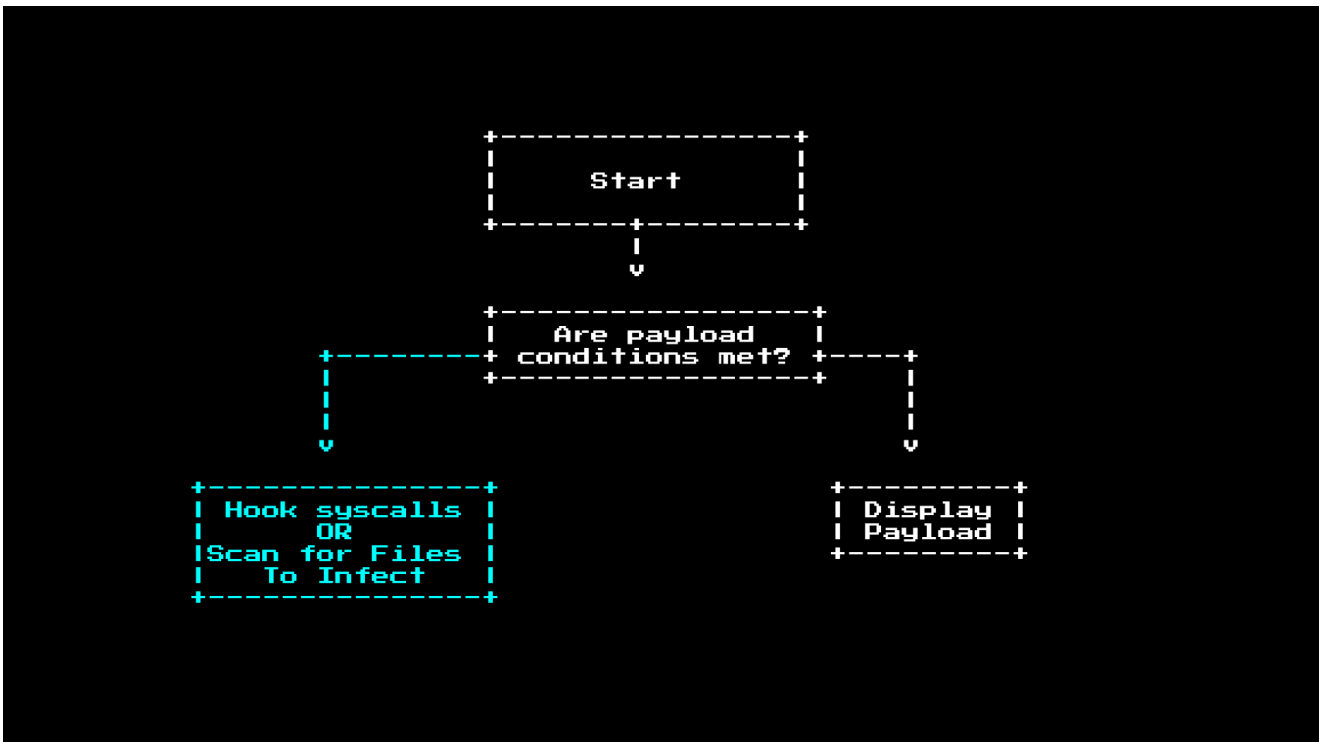 Start
Are payload
conditions met?
Hook syscalls
OR
Scan for Files
To Infect
Display
Payload